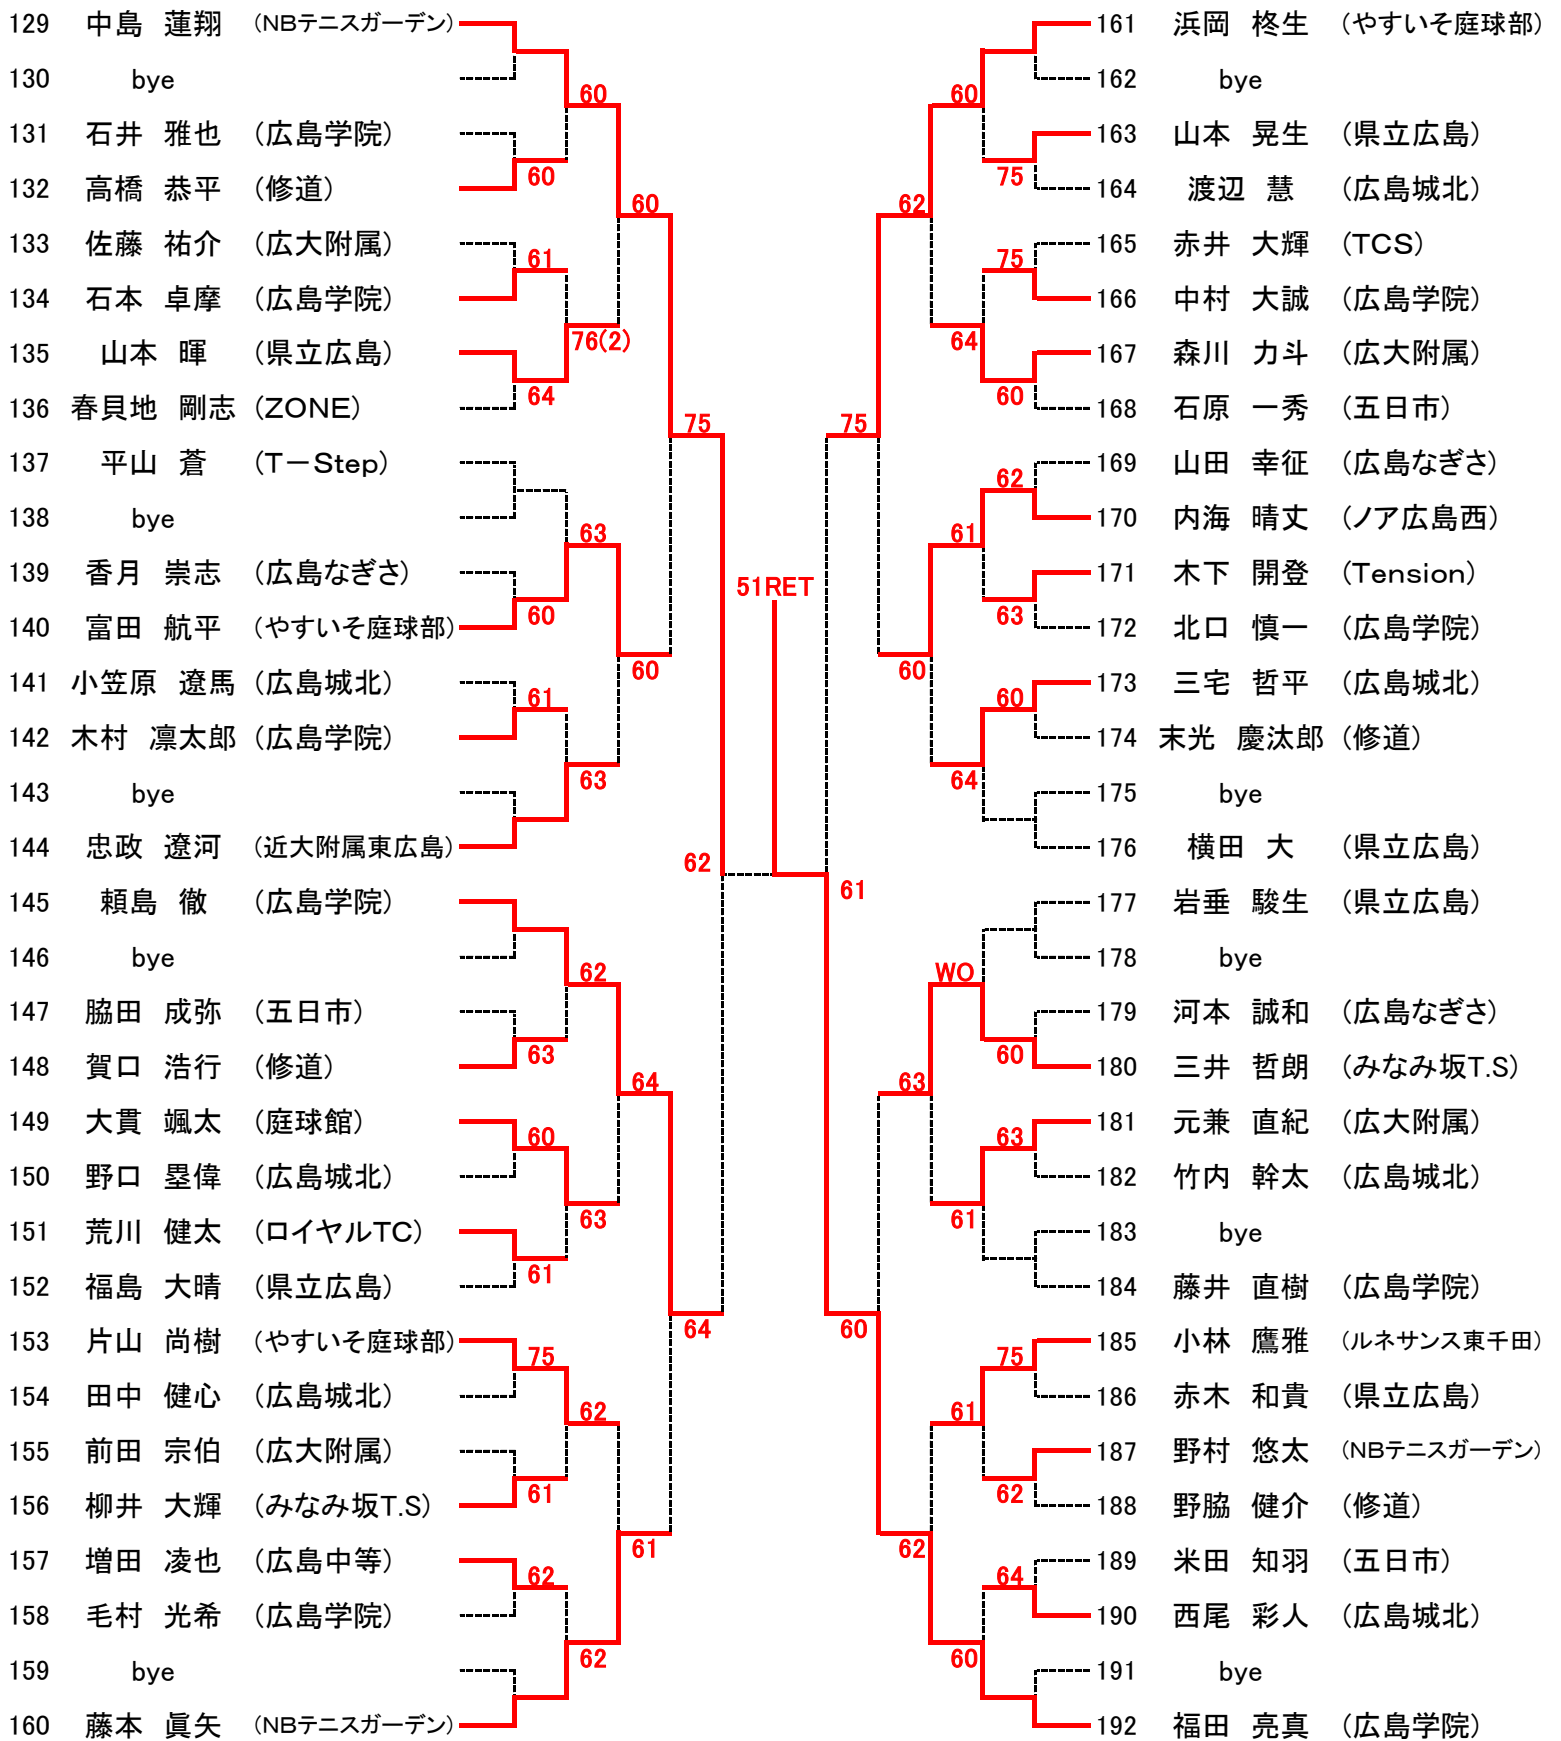 129 中島 蓮翔 (NBテニスガーデン)
130 bye
60
131 石井 雅也 (広島学院)
60
132 高橋 恭平 (修道)
60
133 佐藤 祐介 (広大附属)
61
134 石本 卓摩 (広島学院)
76(2)
135 山本 暉 (県立広島)
64
136 春貝地 剛志 (ZONE)
75
137 平山 蒼 (T－Step)
138 bye
63
139 香月 崇志 (広島なぎさ)
60
140 富田 航平 (やすいそ庭球部)
60
141 小笠原 遼馬 (広島城北)
61
142 木村 凛太郎 (広島学院)
63
143 bye
144 忠政 遼河 (近大附属東広島)
62
145 頼島 徹 (広島学院)
146 bye
62
147 脇田 成弥 (五日市)
63
148 賀口 浩行 (修道)
64
149 大貫 颯太 (庭球館)
60
150 野口 塁偉 (広島城北)
63
151 荒川 健太 (ロイヤルTC)
61
152 福島 大晴 (県立広島)
64
153 片山 尚樹 (やすいそ庭球部)
75
154 田中 健心 (広島城北)
62
155 前田 宗伯 (広大附属)
61
156 柳井 大輝 (みなみ坂T.S)
61
157 増田 凌也 (広島中等)
62
158 毛村 光希 (広島学院)
62
159 bye
160 藤本 眞矢 (NBテニスガーデン)
51RET
161 浜岡 柊生 (やすいそ庭球部)
162 bye
60
163 山本 晃生 (県立広島)
75
164 渡辺 慧 (広島城北)
62
165 赤井 大輝 (TCS)
75
166 中村 大誠 (広島学院)
64
167 森川 力斗 (広大附属)
60
168 石原 一秀 (五日市)
75
169 山田 幸征 (広島なぎさ)
62
170 内海 晴丈 (ノア広島西)
61
171 木下 開登 (Tension)
63
172 北口 慎一 (広島学院)
60
173 三宅 哲平 (広島城北)
60
174 末光 慶汰郎 (修道)
64
175 bye
176 横田 大 (県立広島)
61
177 岩垂 駿生 (県立広島)
178 bye
WO
179 河本 誠和 (広島なぎさ)
60
180 三井 哲朗 (みなみ坂T.S)
63
181 元兼 直紀 (広大附属)
63
182 竹内 幹太 (広島城北)
61
183 bye
184 藤井 直樹 (広島学院)
60
185 小林 鷹雅 (ルネサンス東千田)
75
186 赤木 和貴 (県立広島)
61
187 野村 悠太 (NBテニスガーデン)
62
188 野脇 健介 (修道)
62
189 米田 知羽 (五日市)
64
190 西尾 彩人 (広島城北)
60
191 bye
192 福田 亮真 (広島学院)